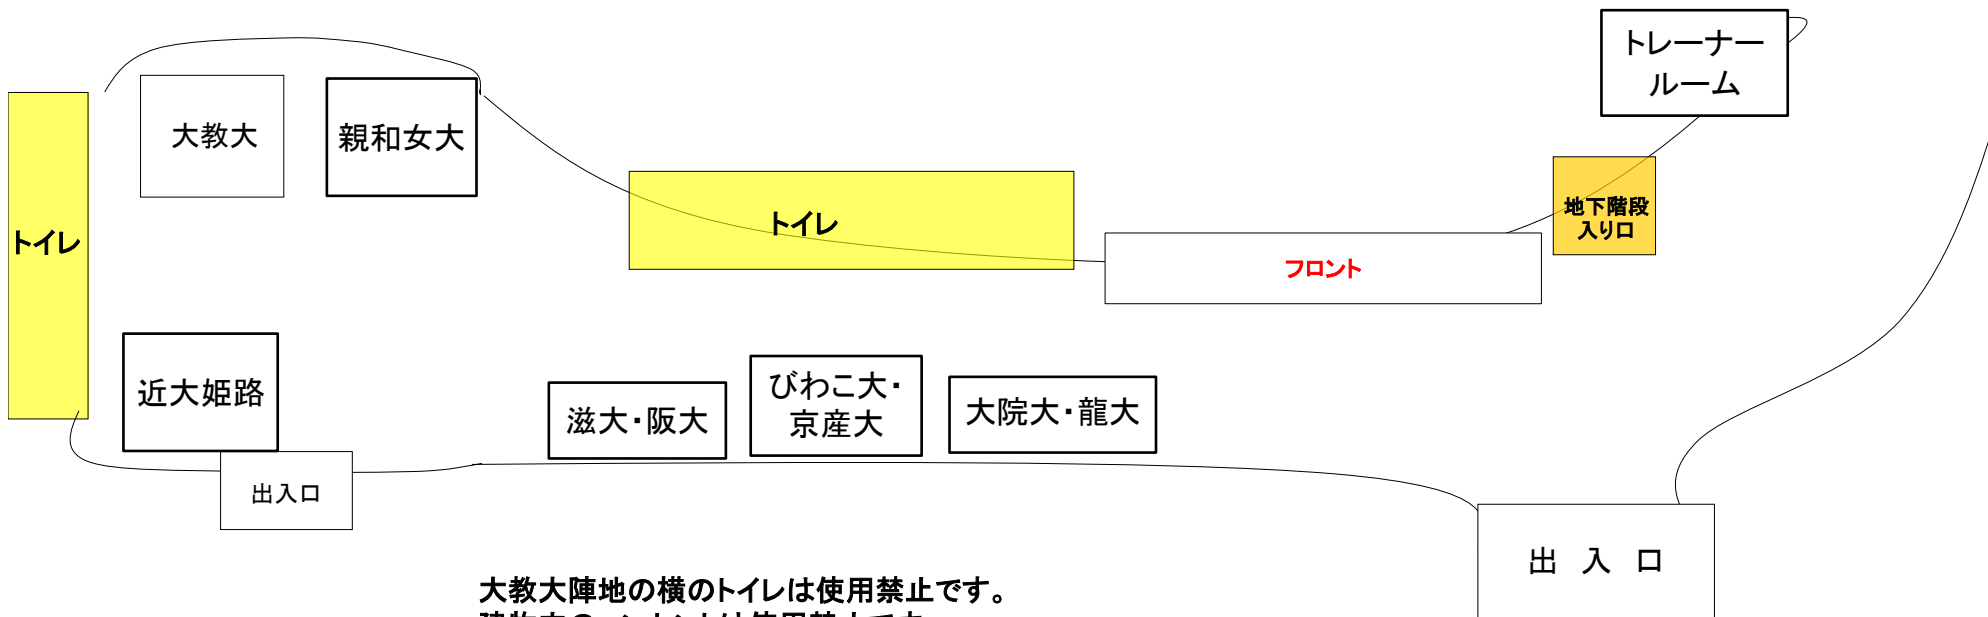 トレーナー
ルーム
大教大
親和女大
トイレ
トイレ
地下階段
入り口
フロント
近大姫路
滋大・阪大
びわこ大・
京産大
大院大・龍大
出入口
出　入　口
大教大陣地の横のトイレは使用禁止です。